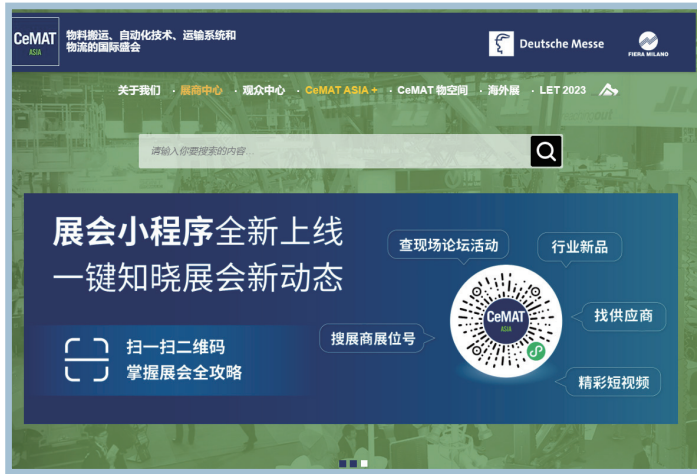 CeMAT
ASIA
物料搬运、自动化技术、运输系统和
物流的国际盛会
Deutsche Messe
FIERA MILANO
关于我们 · 展商中心 · 观众中心 · CeMAT ASIA + · CeMAT 物空间 · 海外展 · LET 2023
请输入你要搜索的内容...
展会小程序全新上线
一键知晓展会新动态
查现场论坛活动
行业新品
CeMAT
ASIA
找供应商
搜展商展位号
精彩短视频
扫一扫二维码
掌握展会全攻略